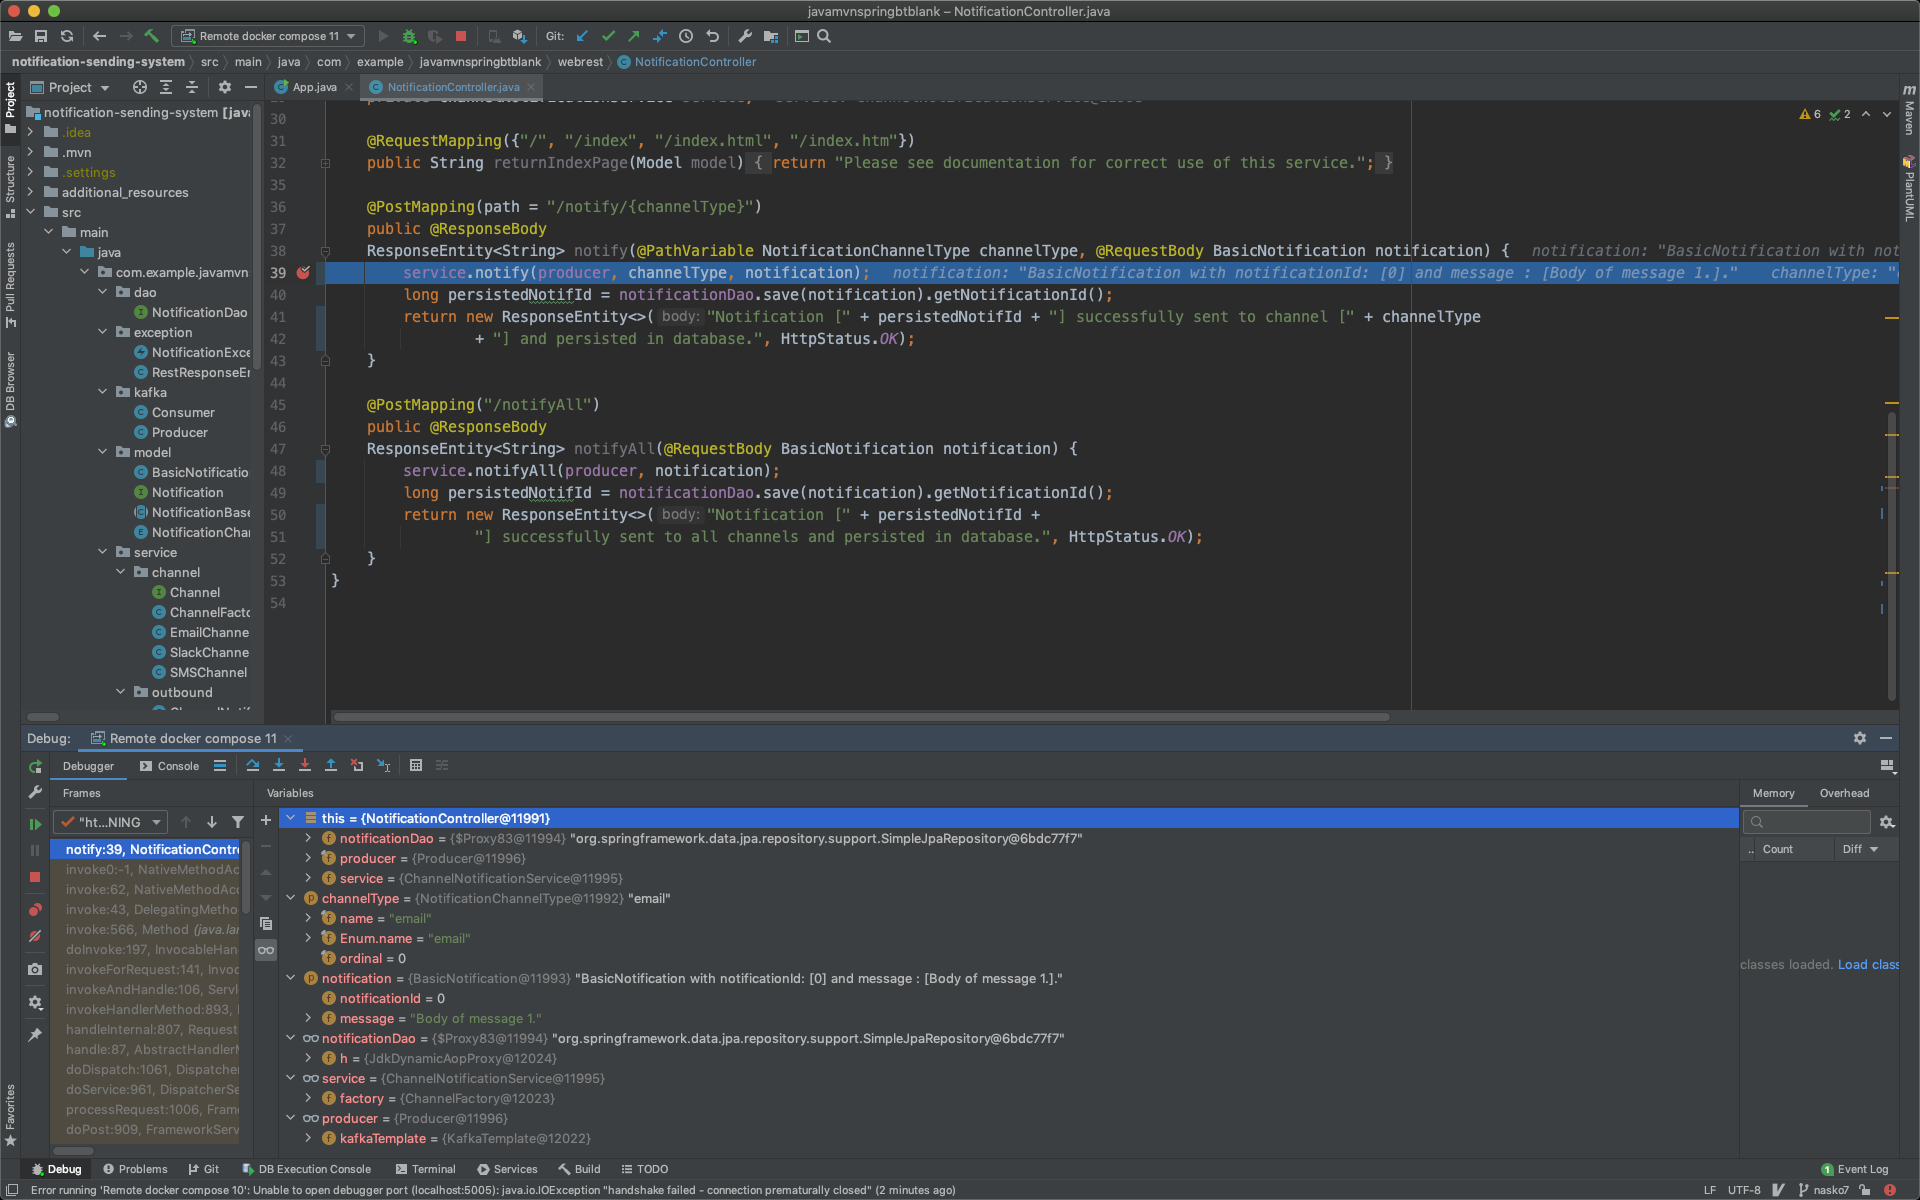 javamvnspringbtblank – NotificationController.java
Remote docker compose 11
Git:
notification-sending-system src main java com example javamvnspringbtblank webrest NotificationController
Project
App.java
NotificationController.java
notification-sending-system [java
.idea
.mvn
.settings
additional_resources
src
main
java
com.example.javamvn
dao
NotificationDao
exception
NotificationExce
RestResponseEn
kafka
Consumer
Producer
model
BasicNotificatio
Notification
NotificationBase
NotificationChan
service
channel
Channel
ChannelFacto
EmailChanne
SlackChanne
SMSChannel
outbound
Project
Structure
Pull Requests
DB Browser
Favorites
Maven
PlantUML
6 2
30
31 @RequestMapping({"/", "/index", "/index.html", "/index.htm"})
32 public String returnIndexPage(Model model) { return "Please see documentation for correct use of this service."; }
35
36 @PostMapping(path = "/notify/{channelType}")
37 public @ResponseBody
38 ResponseEntity<String> notify(@PathVariable NotificationChannelType channelType, @RequestBody BasicNotification notification) { notification: "BasicNotification with not
39 service.notify(producer, channelType, notification); notification: "BasicNotification with notificationId: [0] and message : [Body of message 1.]." channelType: "
40 long persistedNotifId = notificationDao.save(notification).getNotificationId();
41 return new ResponseEntity<>( body: "Notification [" + persistedNotifId + "] successfully sent to channel [" + channelType
42 + "] and persisted in database.", HttpStatus.OK);
43 }
44
45 @PostMapping("/notifyAll")
46 public @ResponseBody
47 ResponseEntity<String> notifyAll(@RequestBody BasicNotification notification) {
48 service.notifyAll(producer, notification);
49 long persistedNotifId = notificationDao.save(notification).getNotificationId();
50 return new ResponseEntity<>( body: "Notification [" + persistedNotifId +
51 "] successfully sent to all channels and persisted in database.", HttpStatus.OK);
52 }
53 }
54
Debug: Remote docker compose 11
Debugger Console
Frames
"ht...NING
notify:39, NotificationContro
invoke0:-1, NativeMethodAcc
invoke:62, NativeMethodAcc
invoke:43, DelegatingMetho
invoke:566, Method (java.lan
doInvoke:197, InvocableHan
invokeForRequest:141, Invoc
invokeAndHandle:106, Servle
invokeHandlerMethod:893,
handleInternal:807, Request
handle:87, AbstractHandlerM
doDispatch:1061, Dispatcher
doService:961, DispatcherSe
processRequest:1006, Frame
doPost:909, FrameworkServ
Variables
this = {NotificationController@11991}
notificationDao = {$Proxy83@11994} "org.springframework.data.jpa.repository.support.SimpleJpaRepository@6bdc77f7"
producer = {Producer@11996}
service = {ChannelNotificationService@11995}
channelType = {NotificationChannelType@11992} "email"
name = "email"
Enum.name = "email"
ordinal = 0
notification = {BasicNotification@11993} "BasicNotification with notificationId: [0] and message : [Body of message 1.]."
notificationId = 0
message = "Body of message 1."
notificationDao = {$Proxy83@11994} "org.springframework.data.jpa.repository.support.SimpleJpaRepository@6bdc77f7"
h = {JdkDynamicAopProxy@12024}
service = {ChannelNotificationService@11995}
factory = {ChannelFactory@12023}
producer = {Producer@11996}
kafkaTemplate = {KafkaTemplate@12022}
Memory Overhead
.. Count Diff
classes loaded. Load class
Debug Problems Git DB Execution Console Terminal Services Build TODO
1 Event Log
Error running 'Remote docker compose 10': Unable to open debugger port (localhost:5005): java.io.IOException "handshake failed - connection prematurally closed" (2 minutes ago)
LF UTF-8 nasko7